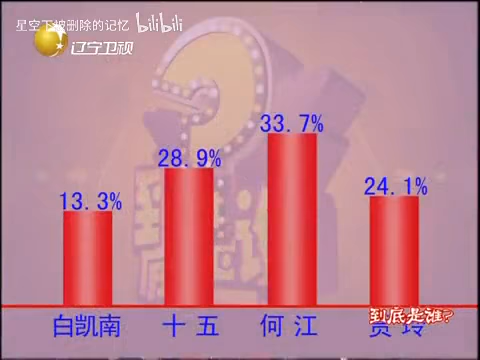 星空下被删除的记忆 bilibili
辽宁卫视
33.7%
28.9%
24.1%
13.3%
到底是谁?
白凯南 十五 何江 贾玲